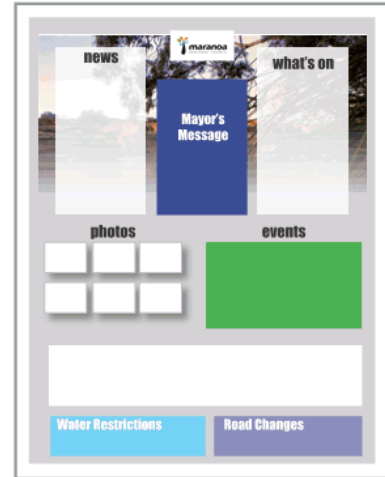 maranoa
news
what's on
Mayor's
Message
photos
events
Water Restrictions
Road Changes